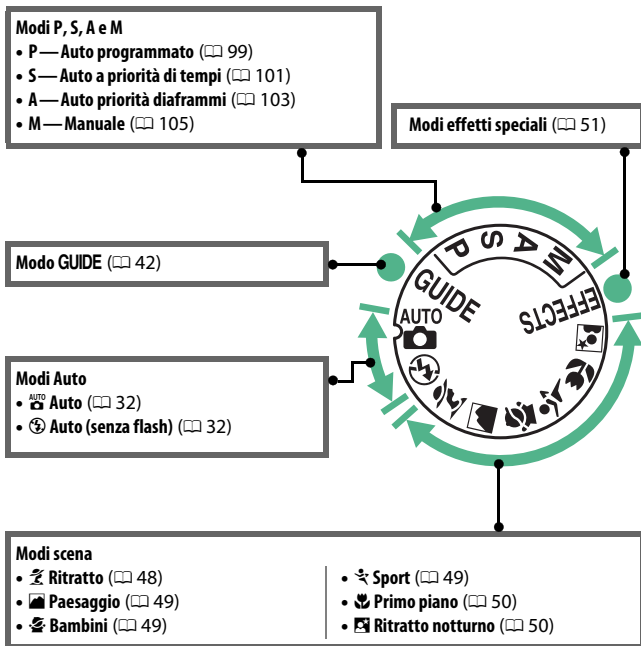 Modi P, S, A e M
• P—Auto programmato (📖 99)
• S—Auto a priorità di tempi (📖 101)
• A—Auto priorità diaframmi (📖 103)
• M—Manuale (📖 105)
Modi effetti speciali (📖 51)
Modo GUIDE (📖 42)
P S A M
GUIDE
EFFECTS
AUTO
Modi Auto
• AUTO Auto (📖 32)
• Auto (senza flash) (📖 32)
Modi scena
• Ritratto (📖 48)
• Paesaggio (📖 49)
• Bambini (📖 49)
• Sport (📖 49)
• Primo piano (📖 50)
• Ritratto notturno (📖 50)